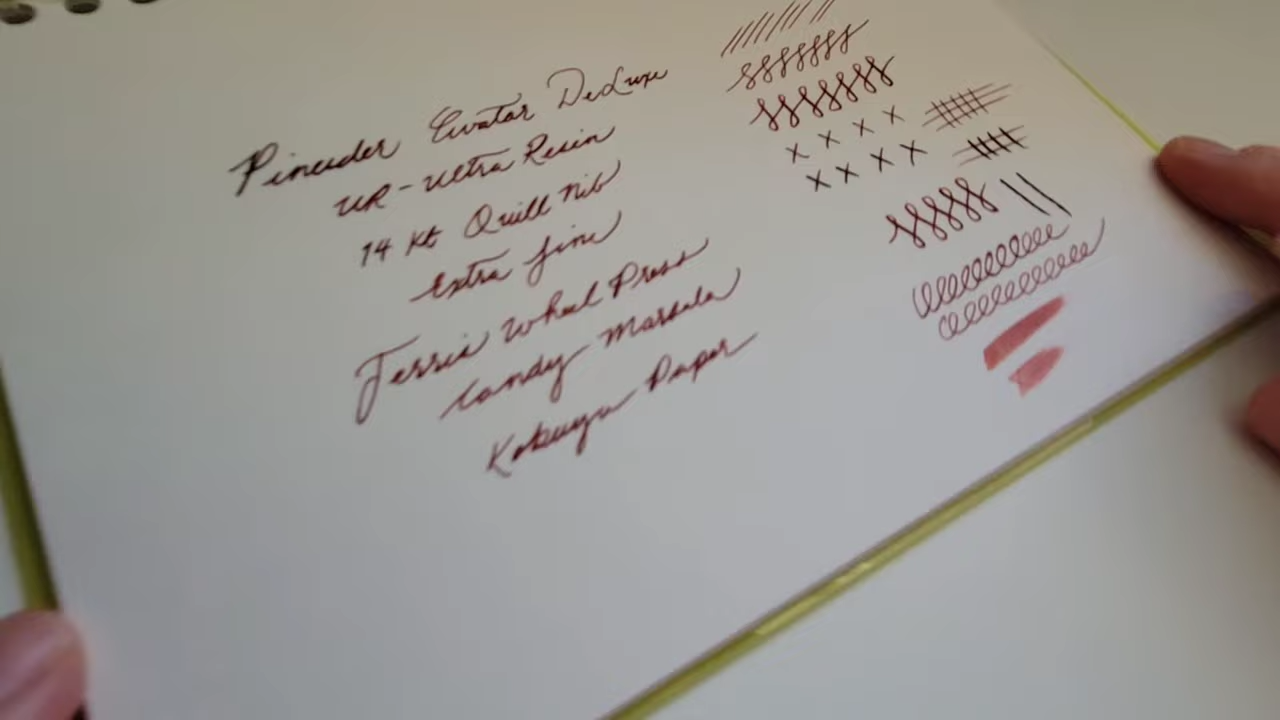 Pineider Avatar DeLuxe
UR-Ultra Resin
14 Kt Quill nib
Extra fine
Ferris Wheel Press
Candy Marsala
Kokuyo Paper